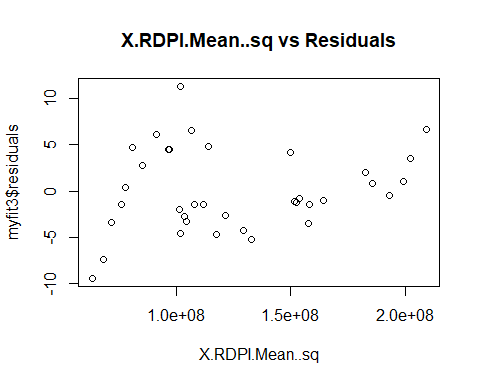 X.RDPI.Mean..sq vs Residuals
myfit3$residuals
10
5
0
-5
-10
1.0e+08
1.5e+08
2.0e+08
X.RDPI.Mean..sq